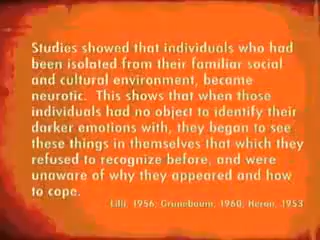 Studies showed that individuals who had
been isolated from their familiar social
and cultural environment, became
neurotic. This shows that when those
individuals had no object to identify their
darker emotions with, they began to see
these things in themselves that which they
refused to recognize before, and were
unaware of why they appeared and how
to cope.
Lilli, 1956; Grunebaum, 1960; Heron, 1953